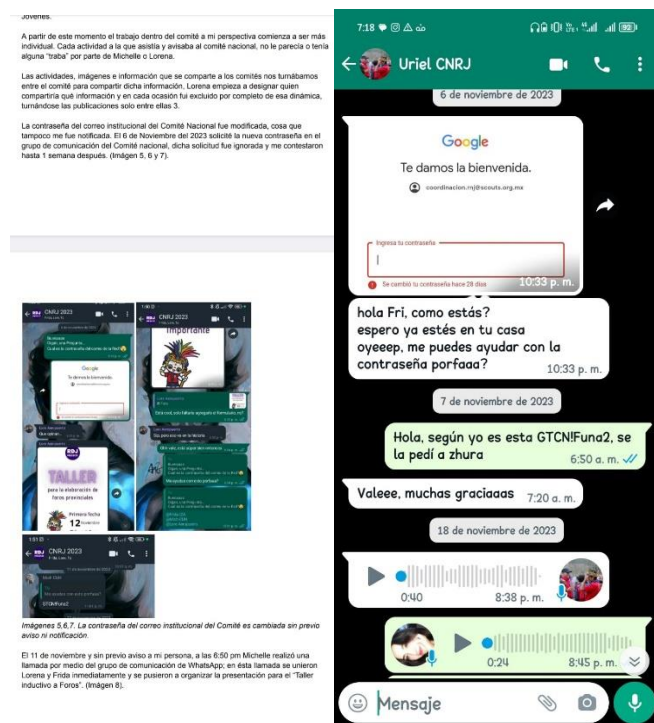 Jóvenes.
A partir de este momento el trabajo dentro del comité a mi perspectiva comienza a ser más
individual. Cada actividad a la que asistía y avisaba al comité nacional, no le parecía o tenía
alguna “traba” por parte de Michelle o Lorena.
Las actividades, imágenes e información que se comparte a los comités nos turnábamos
entre el comité para compartir dicha información, Lorena empieza a designar quien
compartiría qué información y en cada ocasión fui excluido por completo de esa dinámica,
turnándose las publicaciones solo entre ellas 3.
La contraseña del correo institucional del Comité Nacional fue modificada, cosa que
tampoco me fue notificada. El 6 de Noviembre del 2023 solicité la nueva contraseña en el
grupo de comunicación del Comité nacional, dicha solicitud fue ignorada y me contestaron
hasta 1 semana después. (Imágen 5, 6 y 7).
CNRJ 2023
Google
Te damos la bienvenida.
TALLER
para la elaboración de
foros provinciales
Primera fecha
12
CNRJ 2023
Importante
CNRJ 2023
GTCN!Funa2
Imágenes 5,6,7. La contraseña del correo institucional del Comité es cambiada sin previo
aviso ni notificación.
El 11 de noviembre y sin previo aviso a mi persona, a las 6:50 pm Michelle realizó una
llamada por medio del grupo de comunicación de WhatsApp; en ésta llamada se unieron
Lorena y Frida inmediatamente y se pusieron a organizar la presentación para el "Taller
inductivo a Foros". (Imágen 8).
7:18
92
Uriel CNRJ
6 de noviembre de 2023
Google
Te damos la bienvenida.
coordinacion.rnj@scouts.org.mx
Ingresa tu contraseña
Se cambió tu contraseña hace 28 días
10:33 p. m.
hola Fri, como estás?
espero ya estés en tu casa
oyeeep, me puedes ayudar con la
contraseña porfaaa?
10:33 p. m.
7 de noviembre de 2023
Hola, según yo es esta GTCN!Funa2, se
la pedí a zhura
6:50 a. m.
Valeee, muchas graciaaas 7:20 a. m.
18 de noviembre de 2023
0:40 8:38 p. m.
0:24 8:45 p. m.
Mensaje